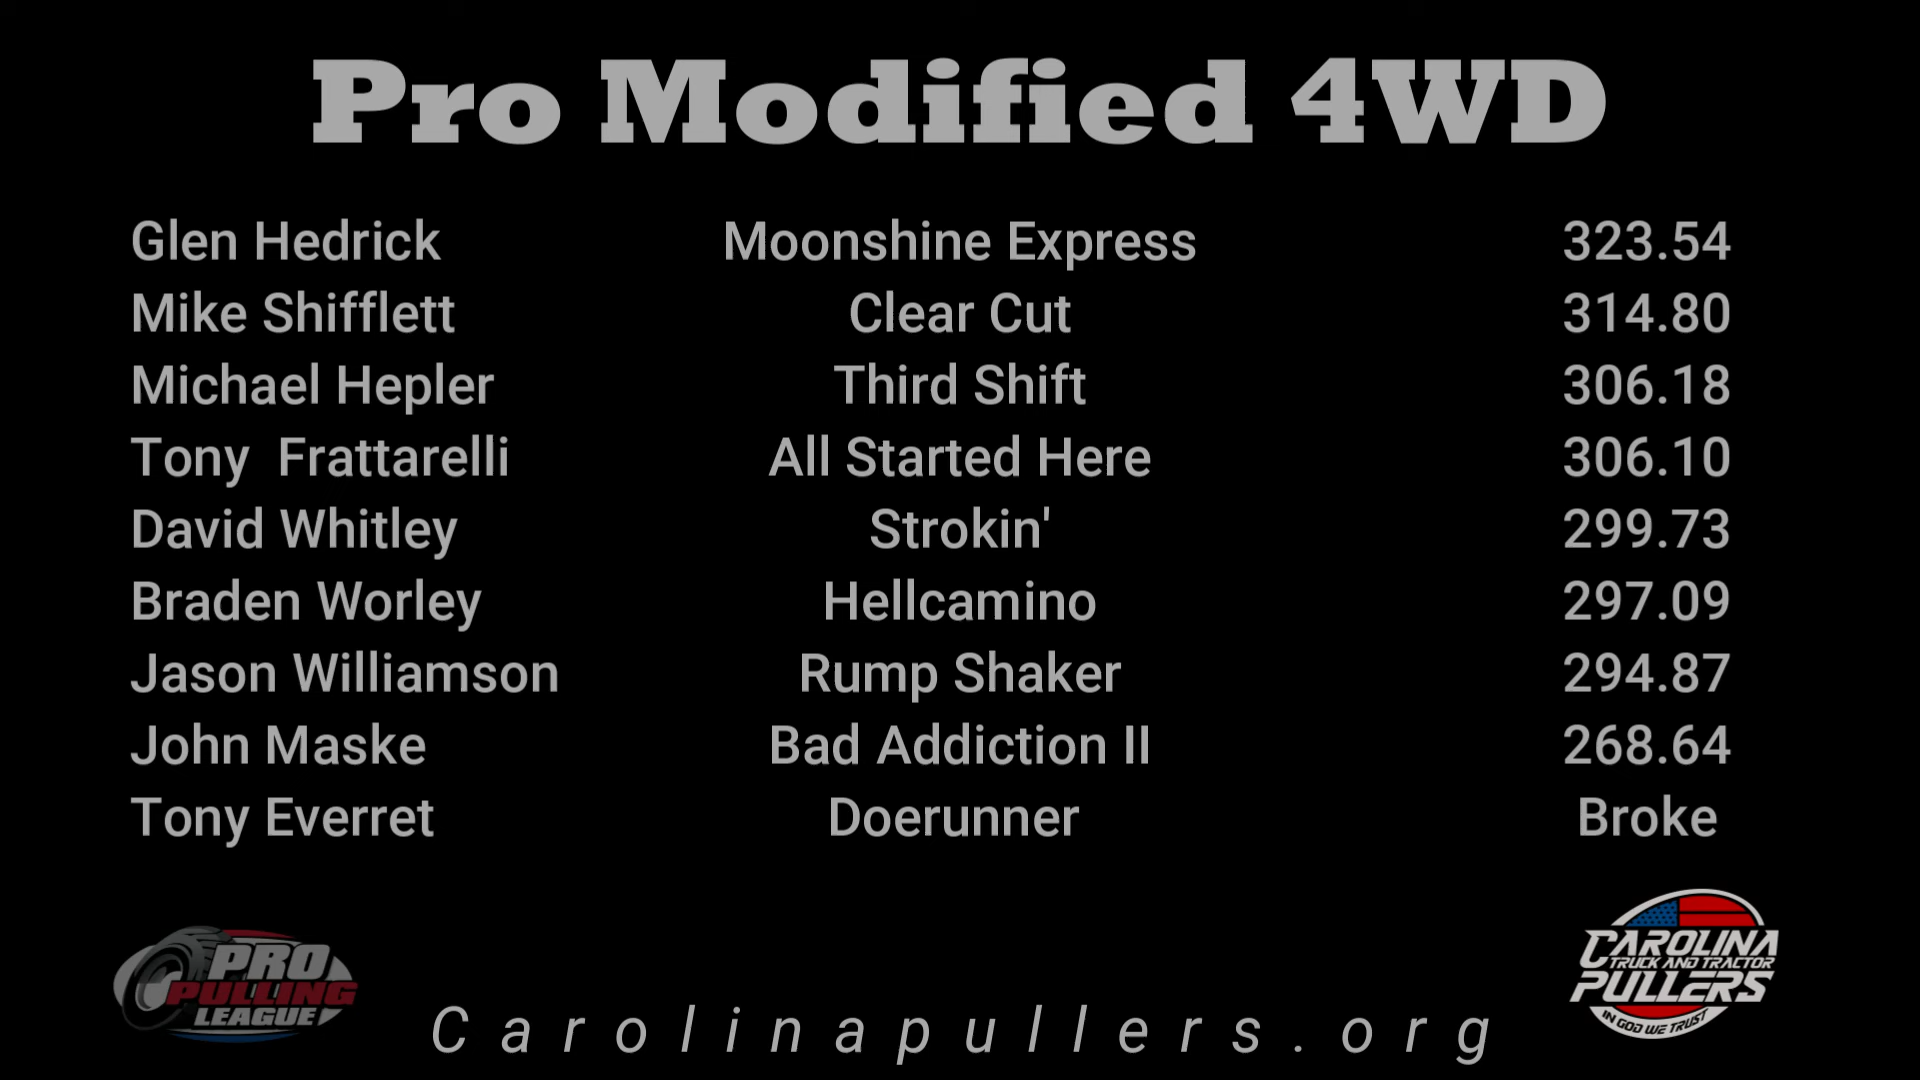 Pro Modified 4WD
Glen Hedrick Moonshine Express 323.54
Mike Shifflett Clear Cut 314.80
Michael Hepler Third Shift 306.18
Tony  Frattarelli All Started Here 306.10
David Whitley Strokin' 299.73
Braden Worley Hellcamino 297.09
Jason Williamson Rump Shaker 294.87
John Maske Bad Addiction II 268.64
Tony Everret Doerunner Broke
PRO
PULLING
LEAGUE
Carolinapullers.org
CAROLINA
TRUCK AND TRACTOR
PULLERS
IN GOD WE TRUST